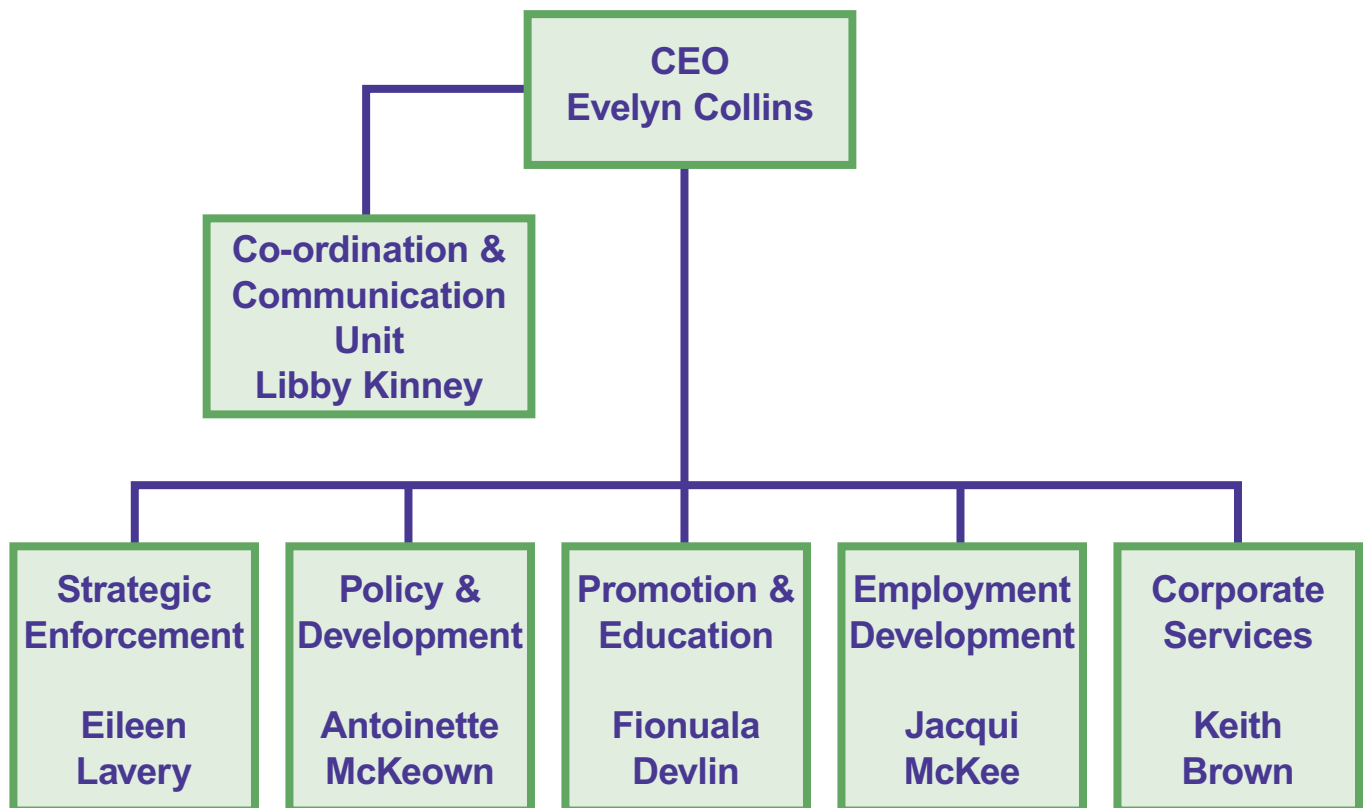 CEO
Evelyn Collins
Co-ordination &
Communication
Unit
Libby Kinney
Strategic
Enforcement
Eileen
Lavery
Policy &
Development
Antoinette
McKeown
Promotion &
Education
Fionuala
Devlin
Employment
Development
Jacqui
McKee
Corporate
Services
Keith
Brown